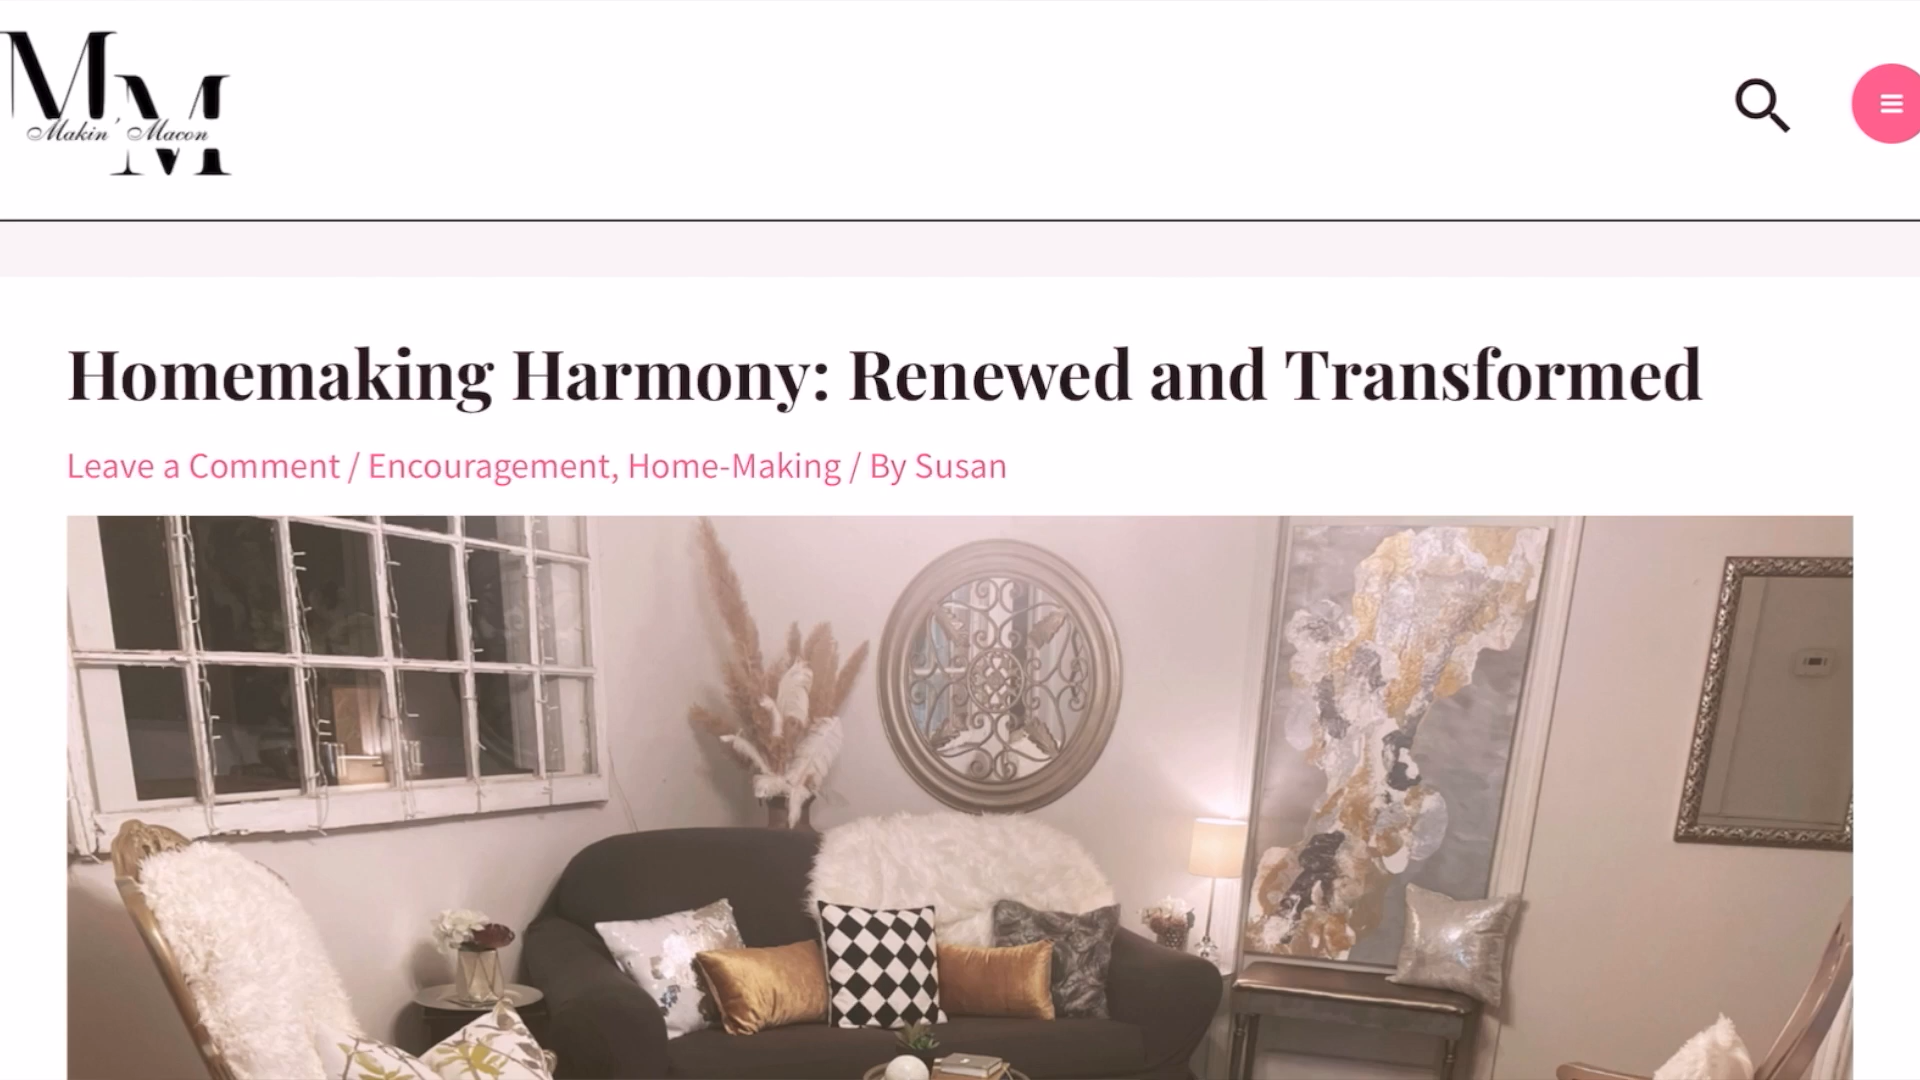 MM
Makin' Macon
Homemaking Harmony: Renewed and Transformed
Leave a Comment / Encouragement, Home-Making / By Susan